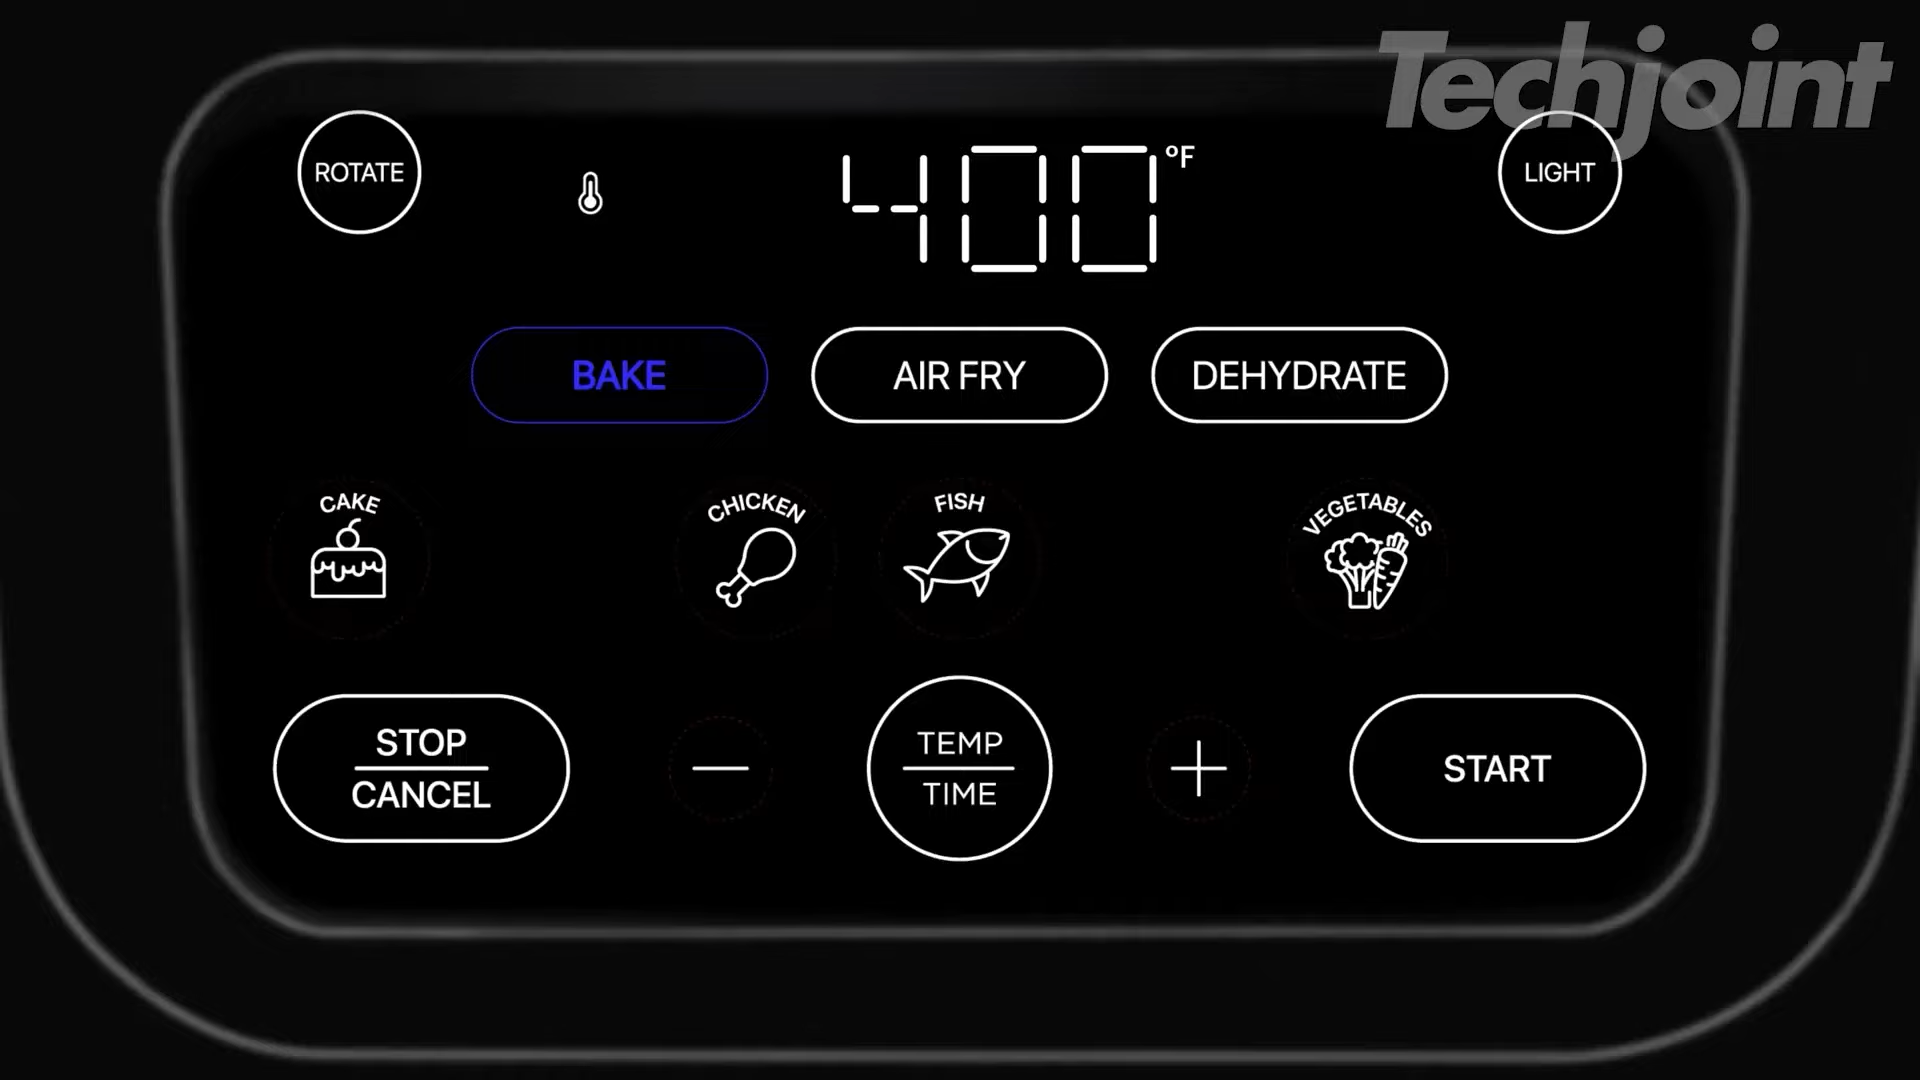 Techjoint
ROTATE
400°F
LIGHT
BAKE
AIR FRY
DEHYDRATE
CAKE
CHICKEN
FISH
VEGETABLES
STOP
CANCEL
−
TEMP
TIME
+
START